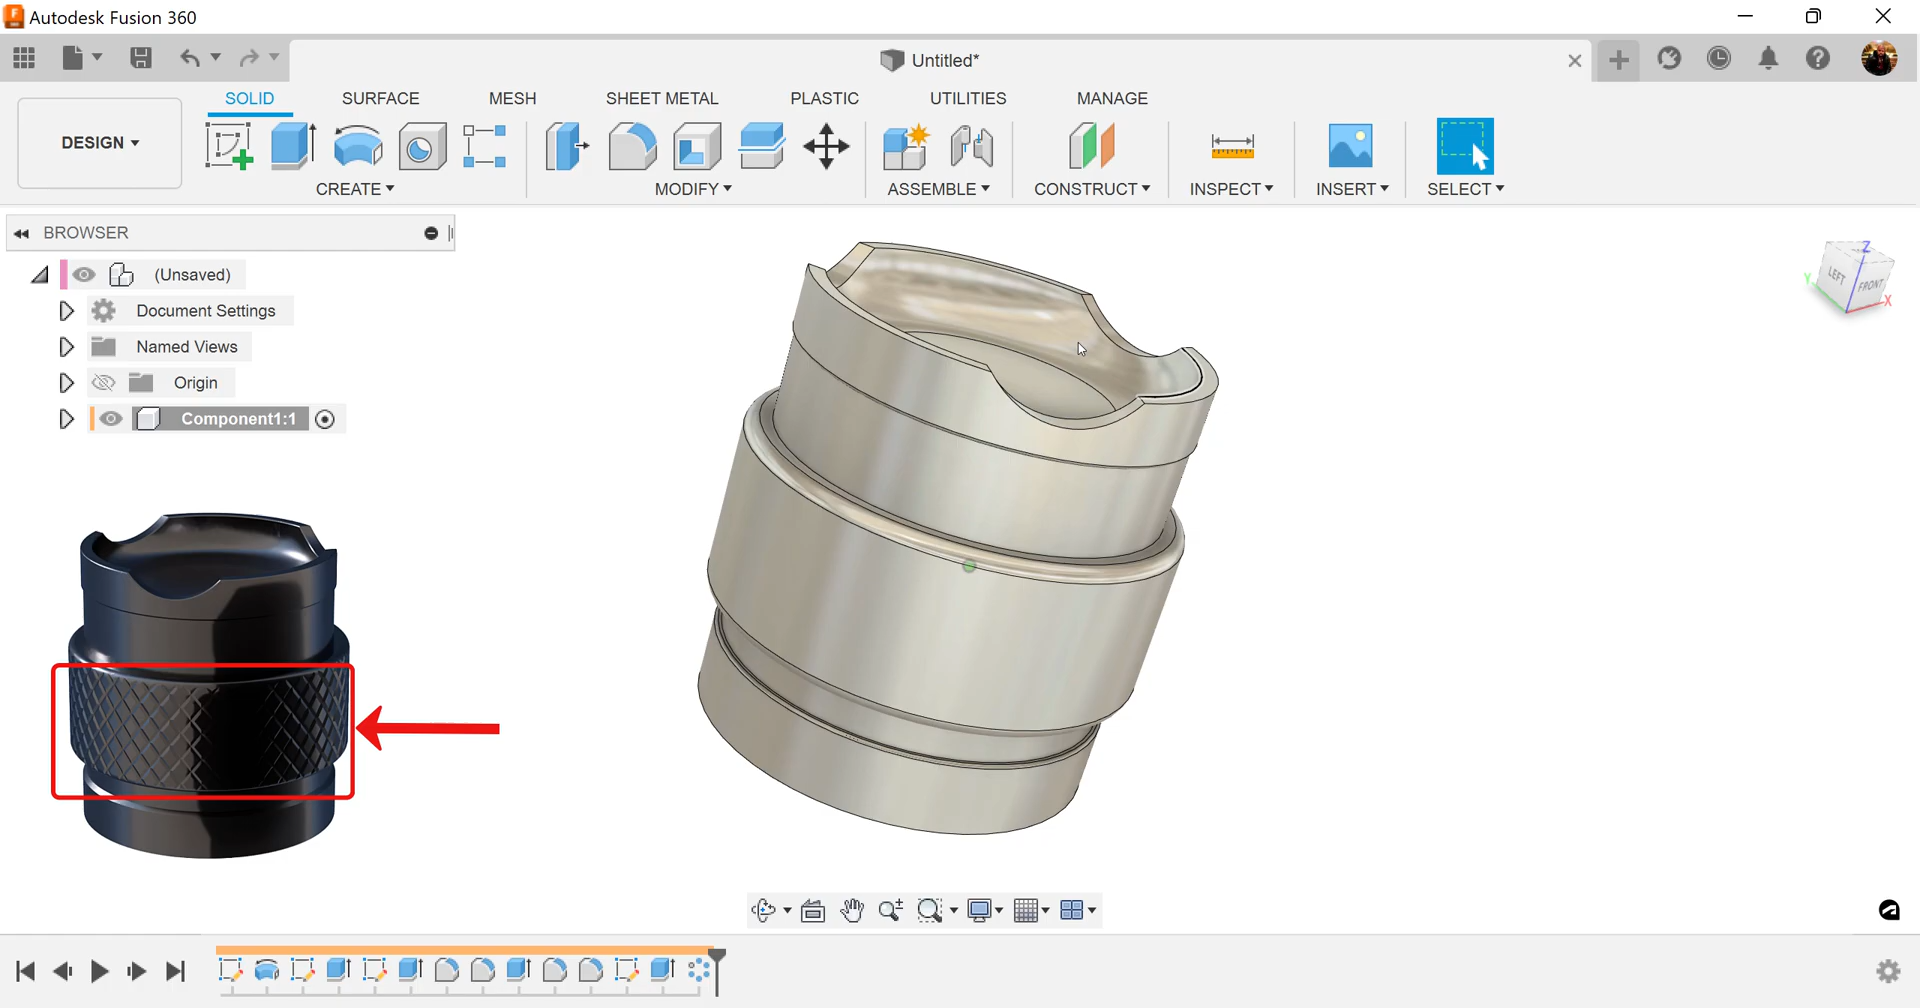 Autodesk Fusion 360
Untitled*
SOLID SURFACE MESH SHEET METAL PLASTIC UTILITIES MANAGE
DESIGN
CREATE MODIFY ASSEMBLE CONSTRUCT INSPECT INSERT SELECT
BROWSER
(Unsaved)
Document Settings
Named Views
Origin
Component1:1
Z
LEFT FRONT
Y
X